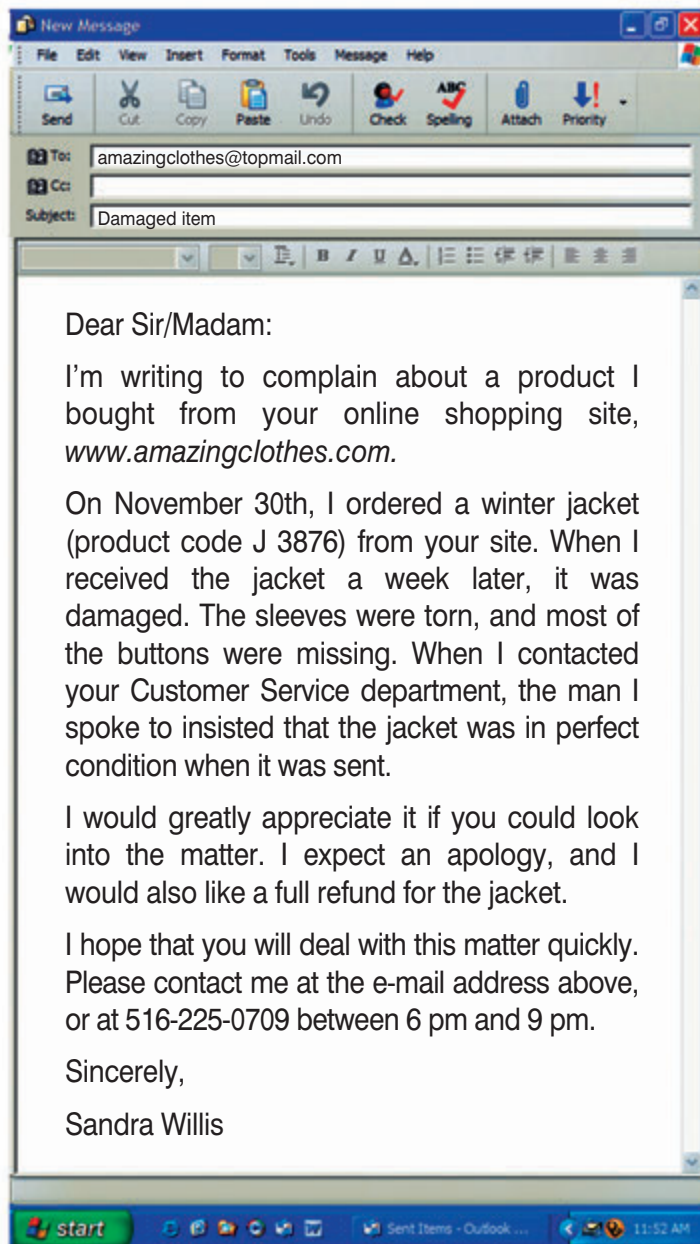 New Message
File Edit View Insert Format Tools Message Help
Send Cut Copy Paste Undo Check ABC Spelling Attach Priority
To: amazingclothes@topmail.com
Cc:
Subject: Damaged item
B I U A
Dear Sir/Madam:
I'm writing to complain about a product I
bought from your online shopping site,
www.amazingclothes.com.
On November 30th, I ordered a winter jacket
(product code J 3876) from your site. When I
received the jacket a week later, it was
damaged. The sleeves were torn, and most of
the buttons were missing. When I contacted
your Customer Service department, the man I
spoke to insisted that the jacket was in perfect
condition when it was sent.
I would greatly appreciate it if you could look
into the matter. I expect an apology, and I
would also like a full refund for the jacket.
I hope that you will deal with this matter quickly.
Please contact me at the e-mail address above,
or at 516-225-0709 between 6 pm and 9 pm.
Sincerely,
Sandra Willis
start Sent Items - Outlook ... 11:52 AM